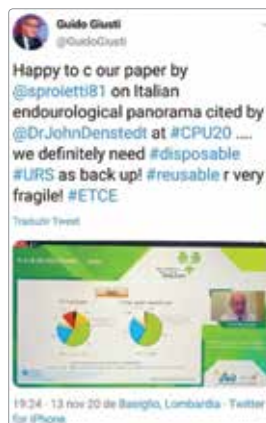 Guido Giusti
@GuidoGiusti
Happy to c our paper by
@sproietti81 on Italian
endourological panorama cited by
@DrJohnDenstedt at #CPU20 ....
we definitely need #disposable
#URS as back up! #reusable r very
fragile! #ETCE
Traduzir Tweet
19:24 · 13 nov 20 de Basiglio, Lombardia · Twitter
for iPhone